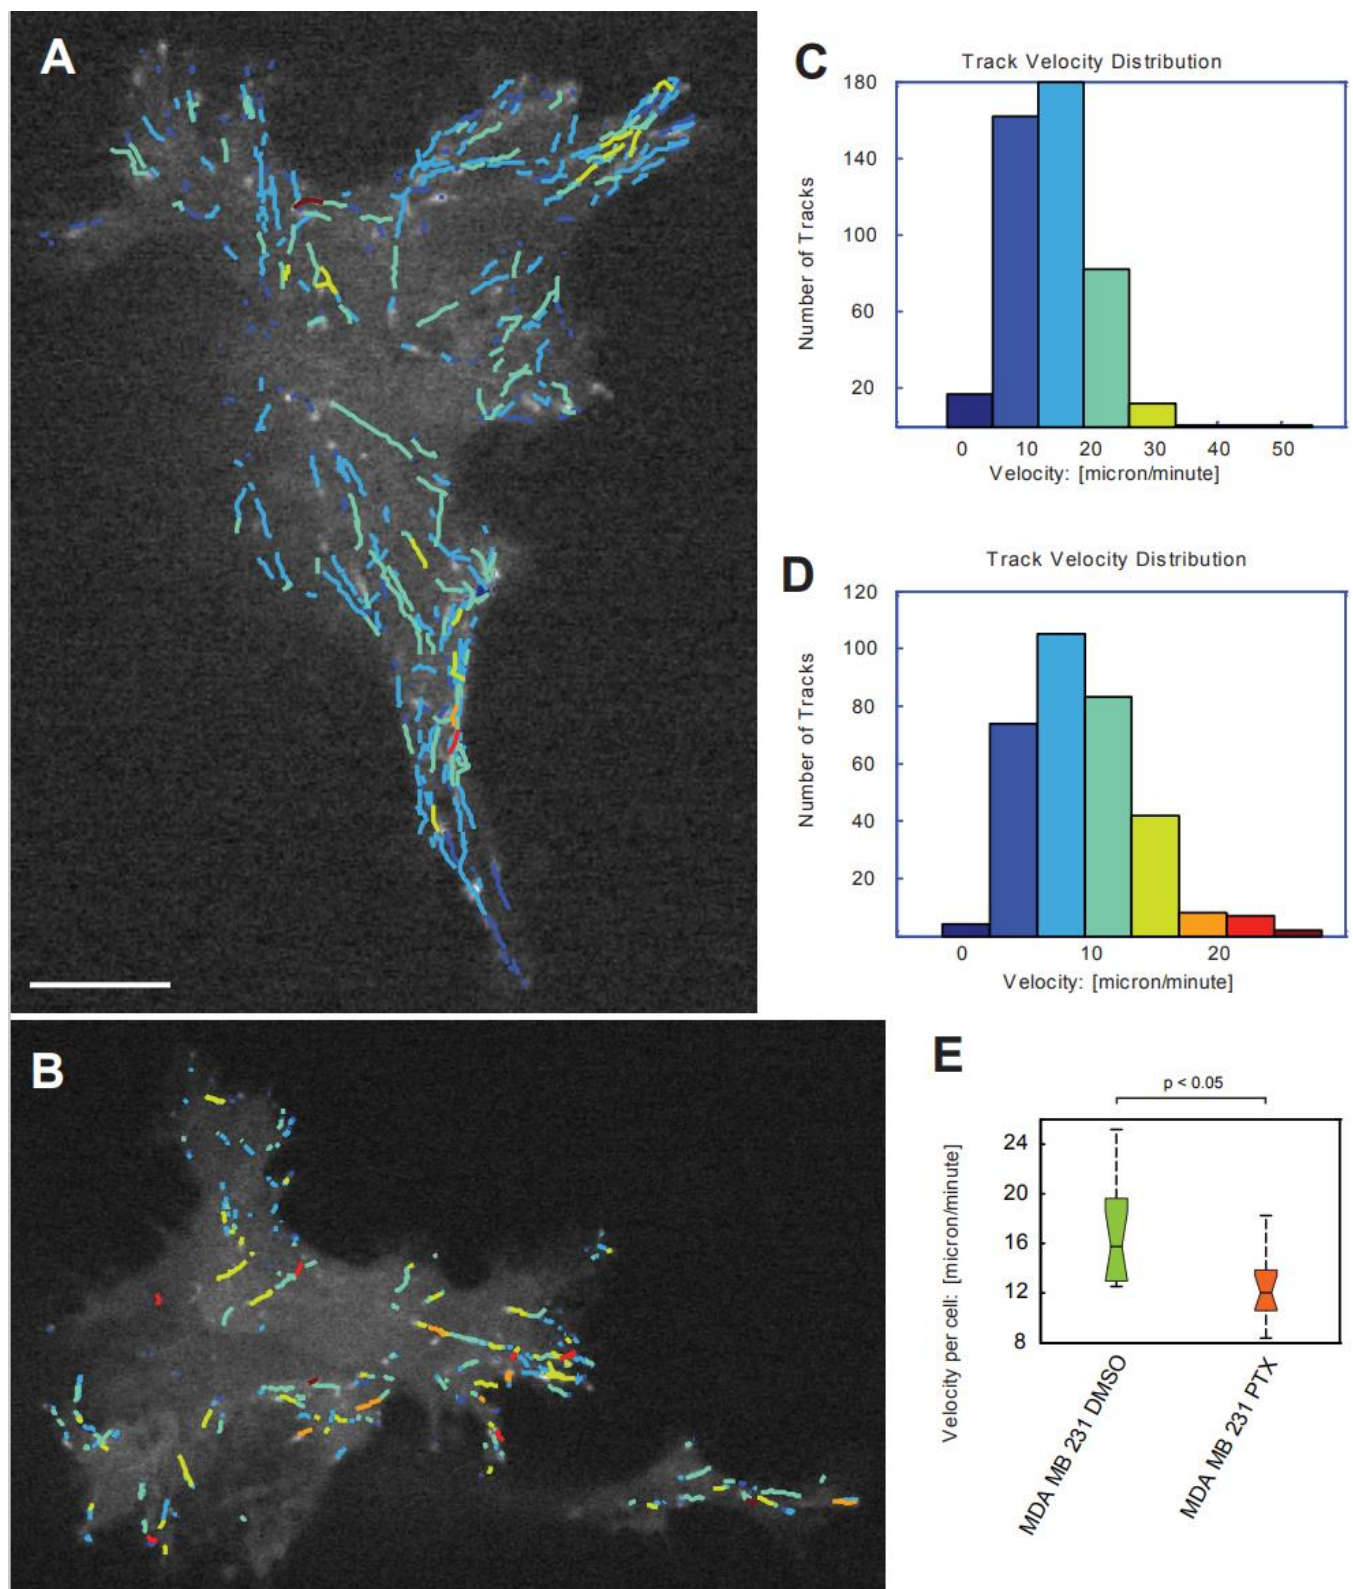 A
C
Track Velocity Distribution
180
140
100
60
20
Number of Tracks
0 10 20 30 40 50
Velocity: [micron/minute]
D
Track Velocity Distribution
120
100
80
60
40
20
Number of Tracks
0 10 20
Velocity: [micron/minute]
B
E
p < 0.05
24
20
16
12
8
Velocity per cell: [micron/minute]
MDA MB 231 DMSO
MDA MB 231 PTX